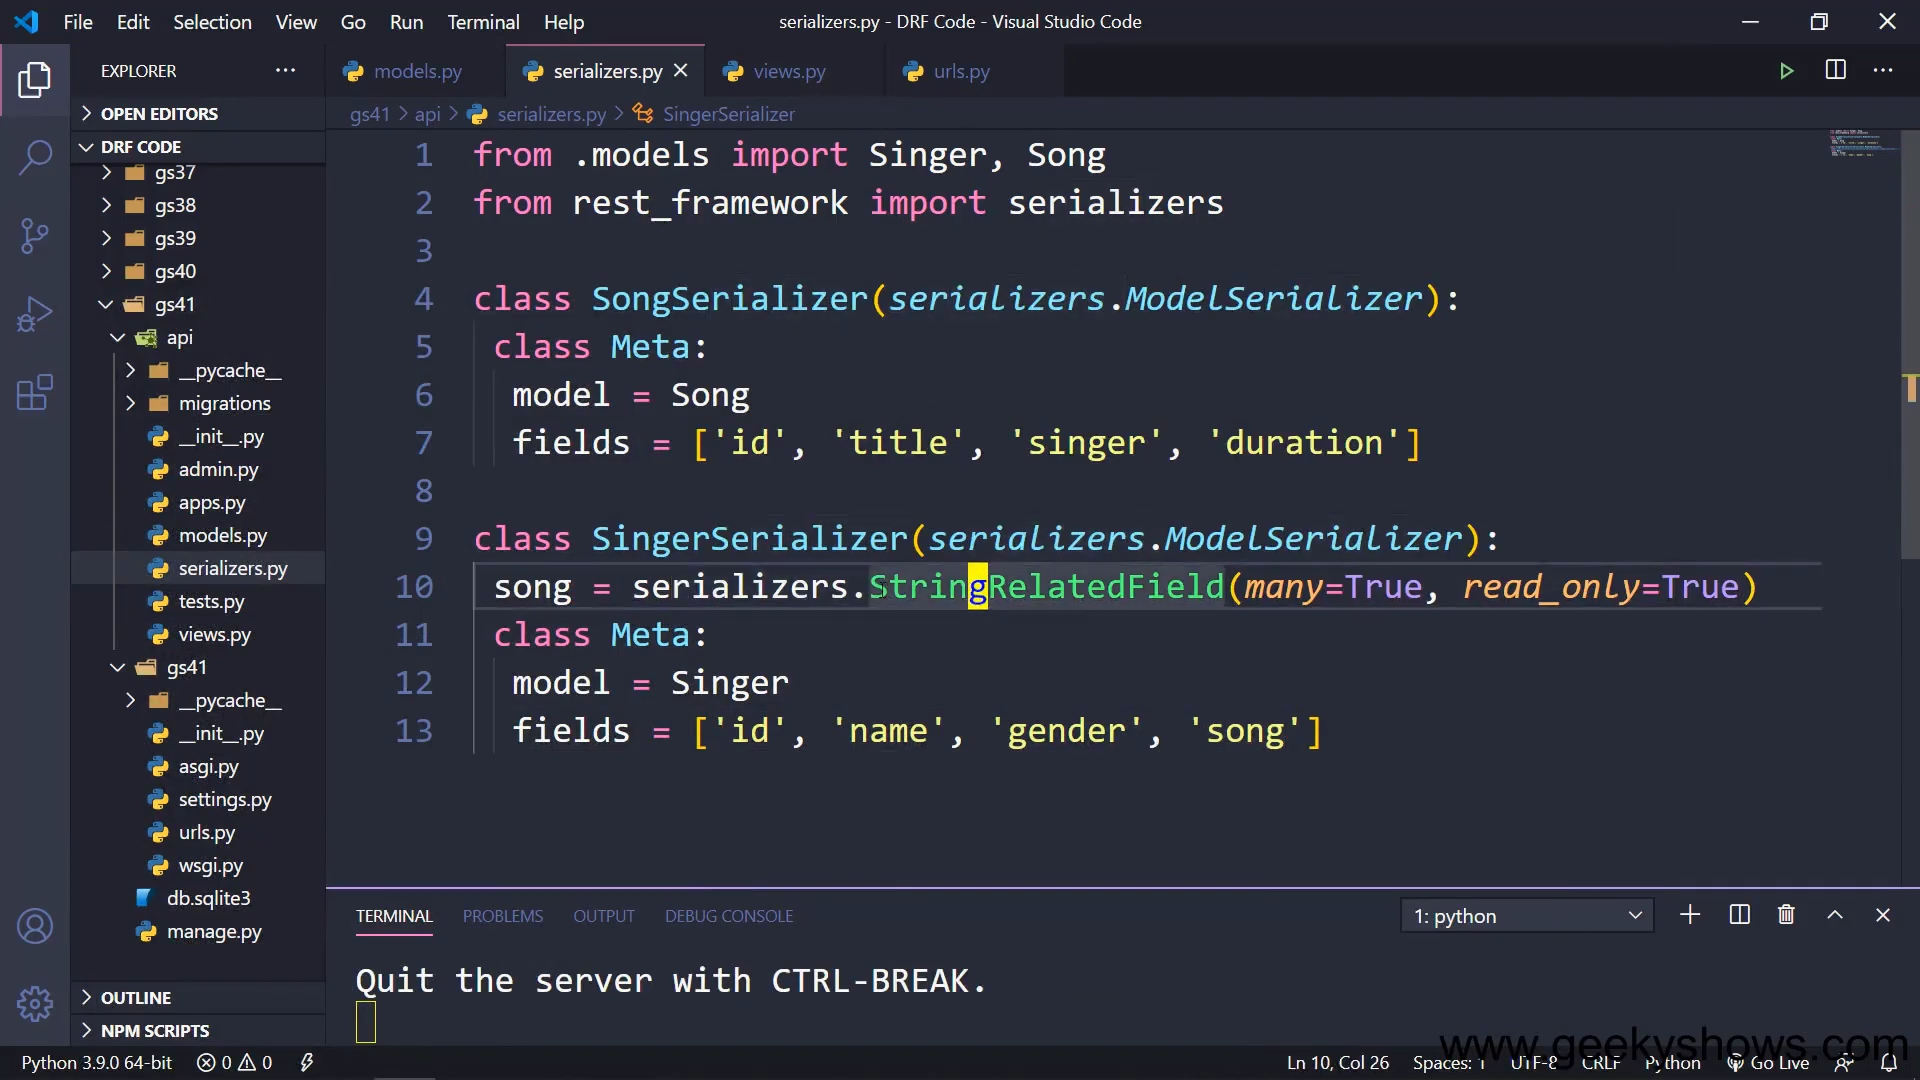 File Edit Selection View Go Run Terminal Help
serializers.py - DRF Code - Visual Studio Code
EXPLORER
OPEN EDITORS
DRF CODE
gs37
gs38
gs39
gs40
gs41
api
__pycache__
migrations
__init__.py
admin.py
apps.py
models.py
serializers.py
tests.py
views.py
gs41
__pycache__
__init__.py
asgi.py
settings.py
urls.py
wsgi.py
db.sqlite3
manage.py
OUTLINE
NPM SCRIPTS
models.py serializers.py views.py urls.py
gs41 > api > serializers.py > SingerSerializer
1 from .models import Singer, Song
2 from rest_framework import serializers
3
4 class SongSerializer(serializers.ModelSerializer):
5 class Meta:
6 model = Song
7 fields = ['id', 'title', 'singer', 'duration']
8
9 class SingerSerializer(serializers.ModelSerializer):
10 song = serializers.StringRelatedField(many=True, read_only=True)
11 class Meta:
12 model = Singer
13 fields = ['id', 'name', 'gender', 'song']
TERMINAL PROBLEMS OUTPUT DEBUG CONSOLE
1: python
Quit the server with CTRL-BREAK.
www.geekyshows.com
Python 3.9.0 64-bit 0 0 Ln 10, Col 26 Spaces: 1 UTF-8 CRLF Python Go Live